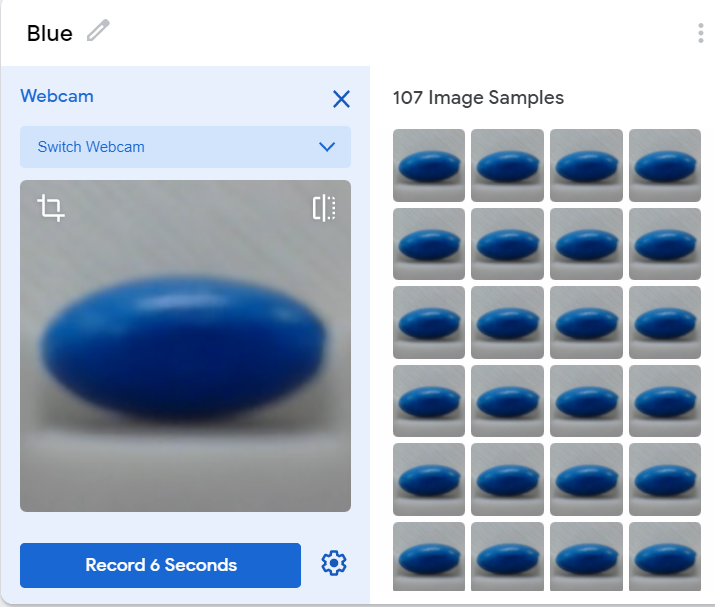 Blue
Webcam
Switch Webcam
107 Image Samples
Record 6 Seconds